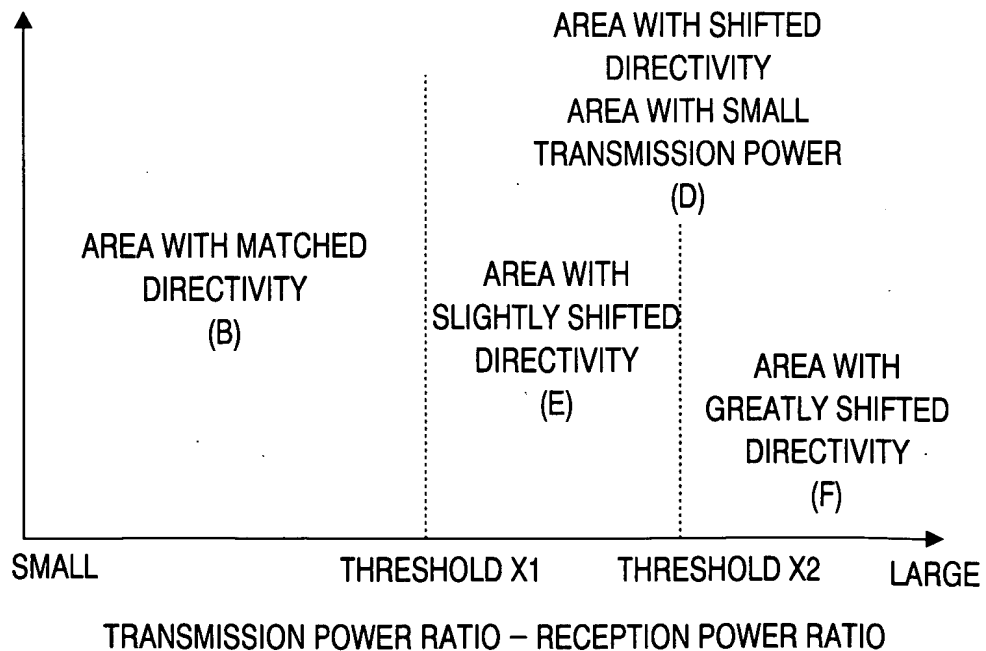 AREA WITH SHIFTED
DIRECTIVITY
AREA WITH SMALL
TRANSMISSION POWER
(D)
AREA WITH MATCHED
DIRECTIVITY
(B)
AREA WITH
SLIGHTLY SHIFTED
DIRECTIVITY
(E)
AREA WITH
GREATLY SHIFTED
DIRECTIVITY
(F)
SMALL
THRESHOLD X1
THRESHOLD X2
LARGE
TRANSMISSION POWER RATIO – RECEPTION POWER RATIO